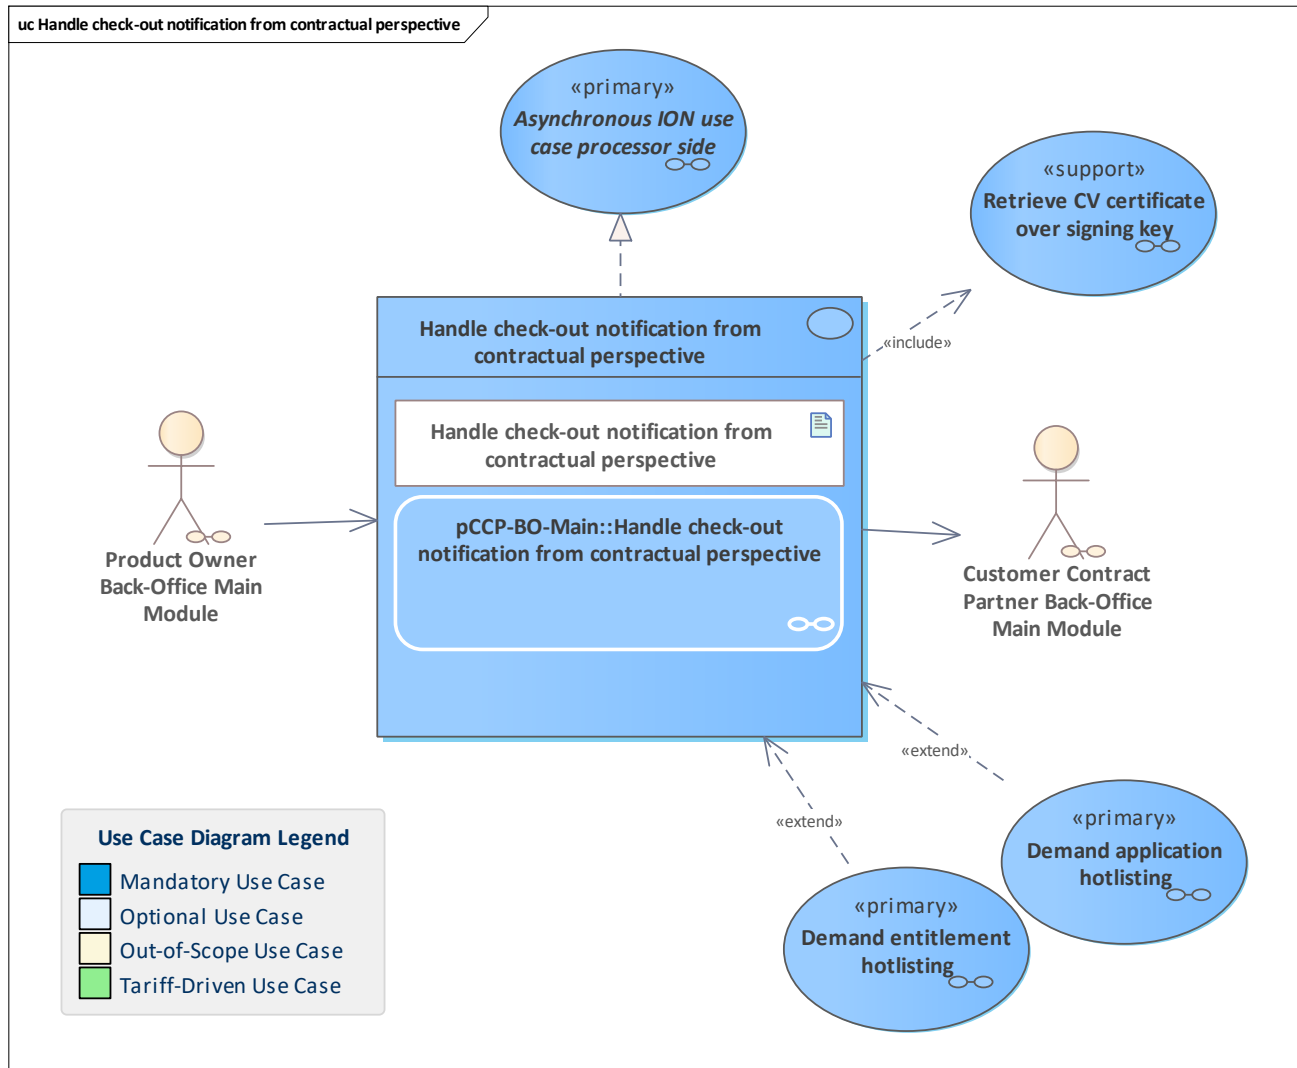 uc Handle check-out notification from contractual perspective
«primary»
Asynchronous ION use
case processor side
«support»
Retrieve CV certificate
over signing key
«include»
Handle check-out notification from
contractual perspective
Handle check-out notification from
contractual perspective
pCCP-BO-Main::Handle check-out
notification from contractual perspective
Product Owner
Back-Office Main
Module
Customer Contract
Partner Back-Office
Main Module
«extend»
«extend»
«primary»
Demand application
hotlisting
«primary»
Demand entitlement
hotlisting
Use Case Diagram Legend
Mandatory Use Case
Optional Use Case
Out-of-Scope Use Case
Tariff-Driven Use Case